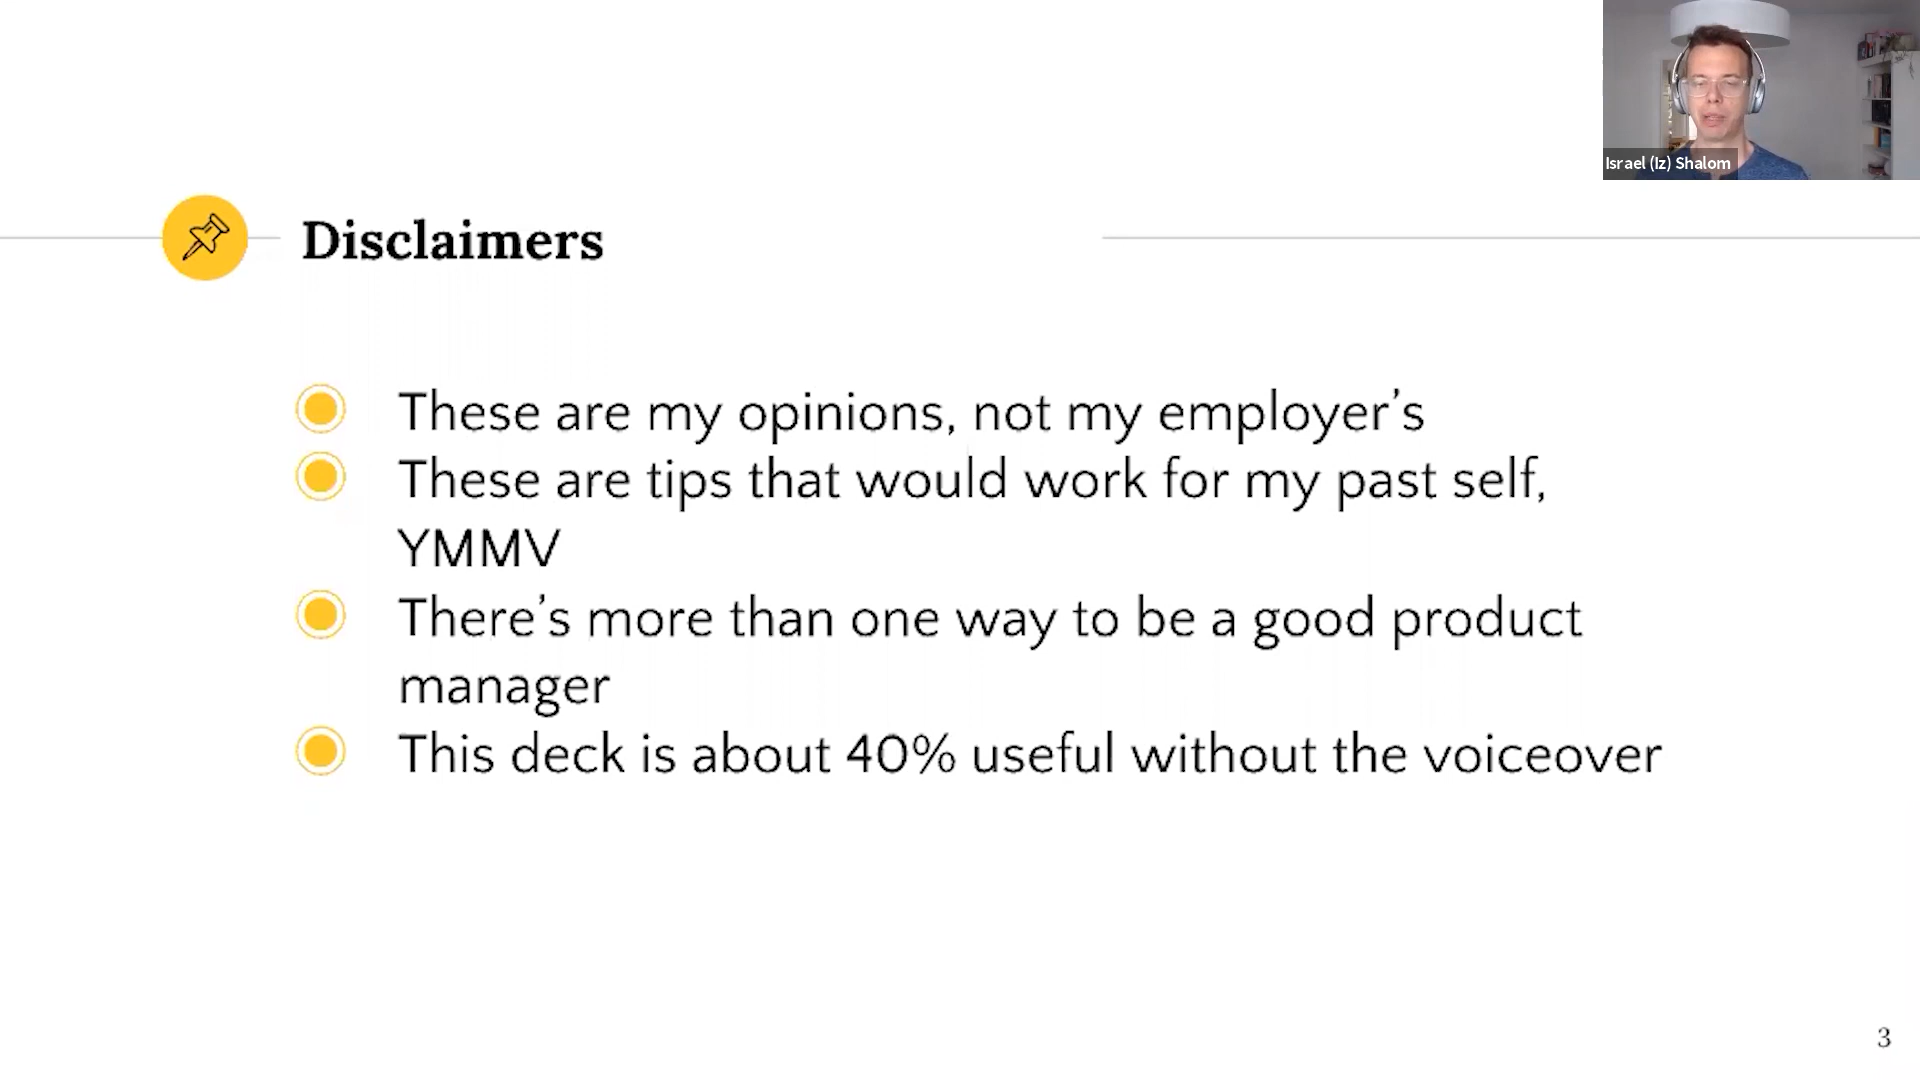 Israel (Iz) Shalom
Disclaimers
These are my opinions, not my employer’s
These are tips that would work for my past self,
YMMV
There’s more than one way to be a good product
manager
This deck is about 40% useful without the voiceover
3